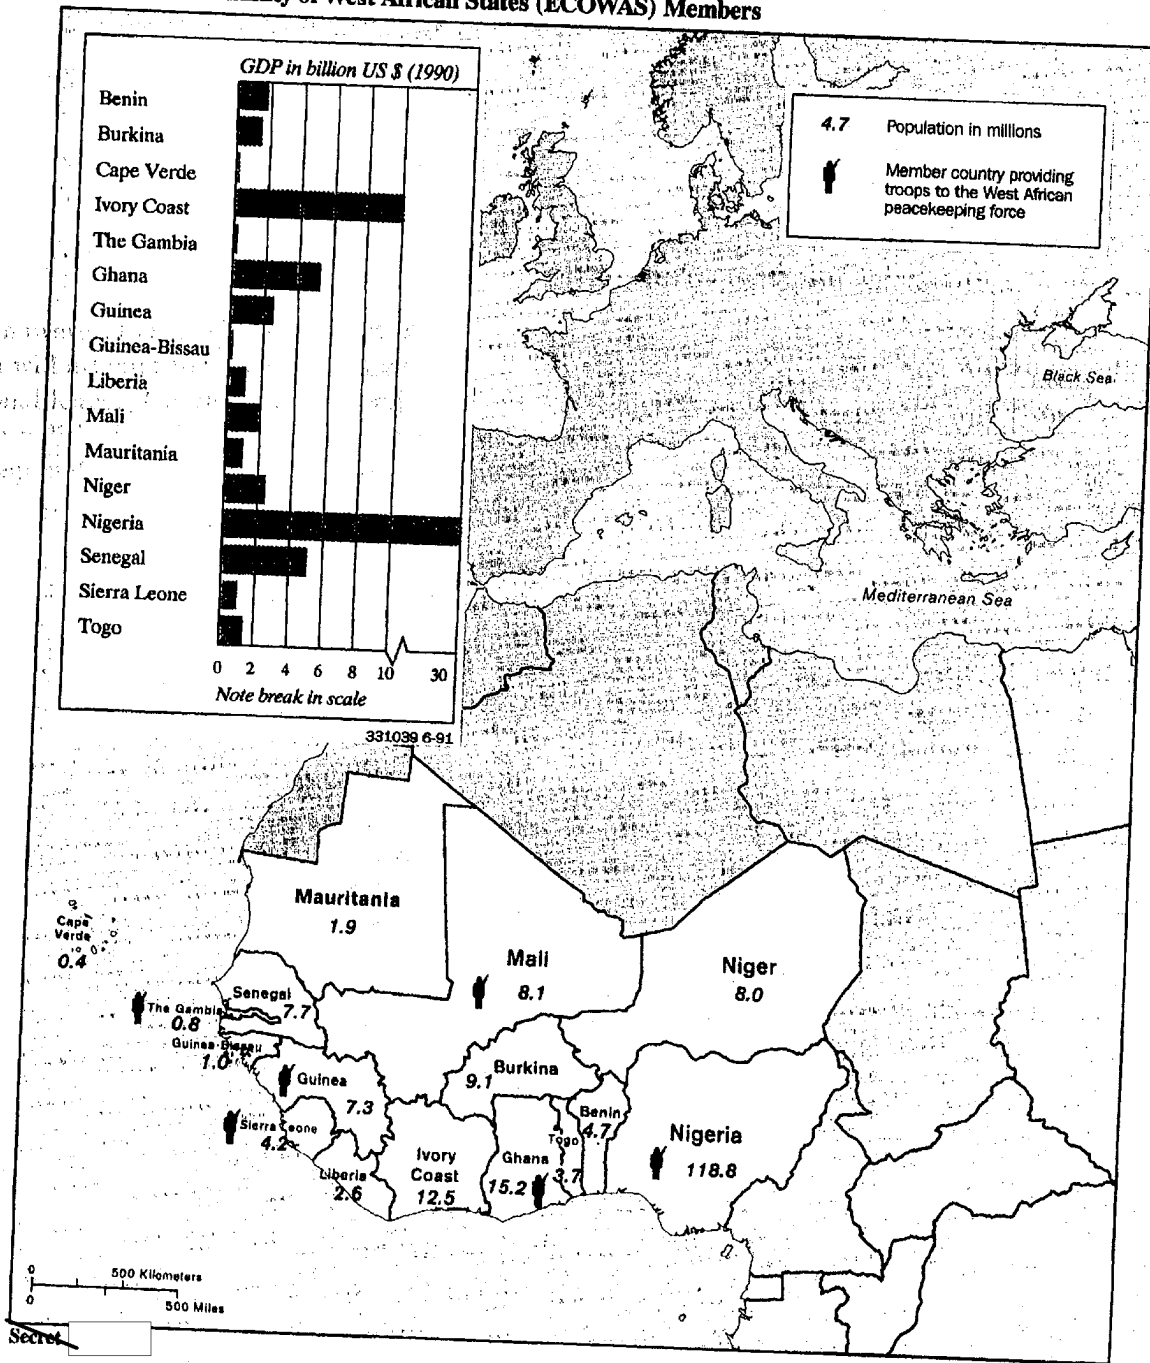 of West African States (ECOWAS) Members
GDP in billion US $ (1990)
Benin
Burkina
Cape Verde
Ivory Coast
The Gambia
Ghana
Guinea
Guinea-Bissau
Liberia
Mali
Mauritania
Niger
Nigeria
Senegal
Sierra Leone
Togo
0 2 4 6 8 10 30
Note break in scale
331039 6-91
4.7 Population in millions
Member country providing
troops to the West African
peacekeeping force
Black Sea
Mediterranean Sea
Mauritania
1.9
Cape
Verde
0.4
Mali
8.1
Niger
8.0
Senegal
7.7
The Gambia
0.8
Guinea-Bissau
1.0
Guinea
7.3
Burkina
9.1
Benin
4.7
Sierra Leone
4.2
Togo
3.7
Nigeria
118.8
Ivory
Coast
12.5
Ghana
15.2
Liberia
2.6
0 500 Kilometers
0 500 Miles
Secret